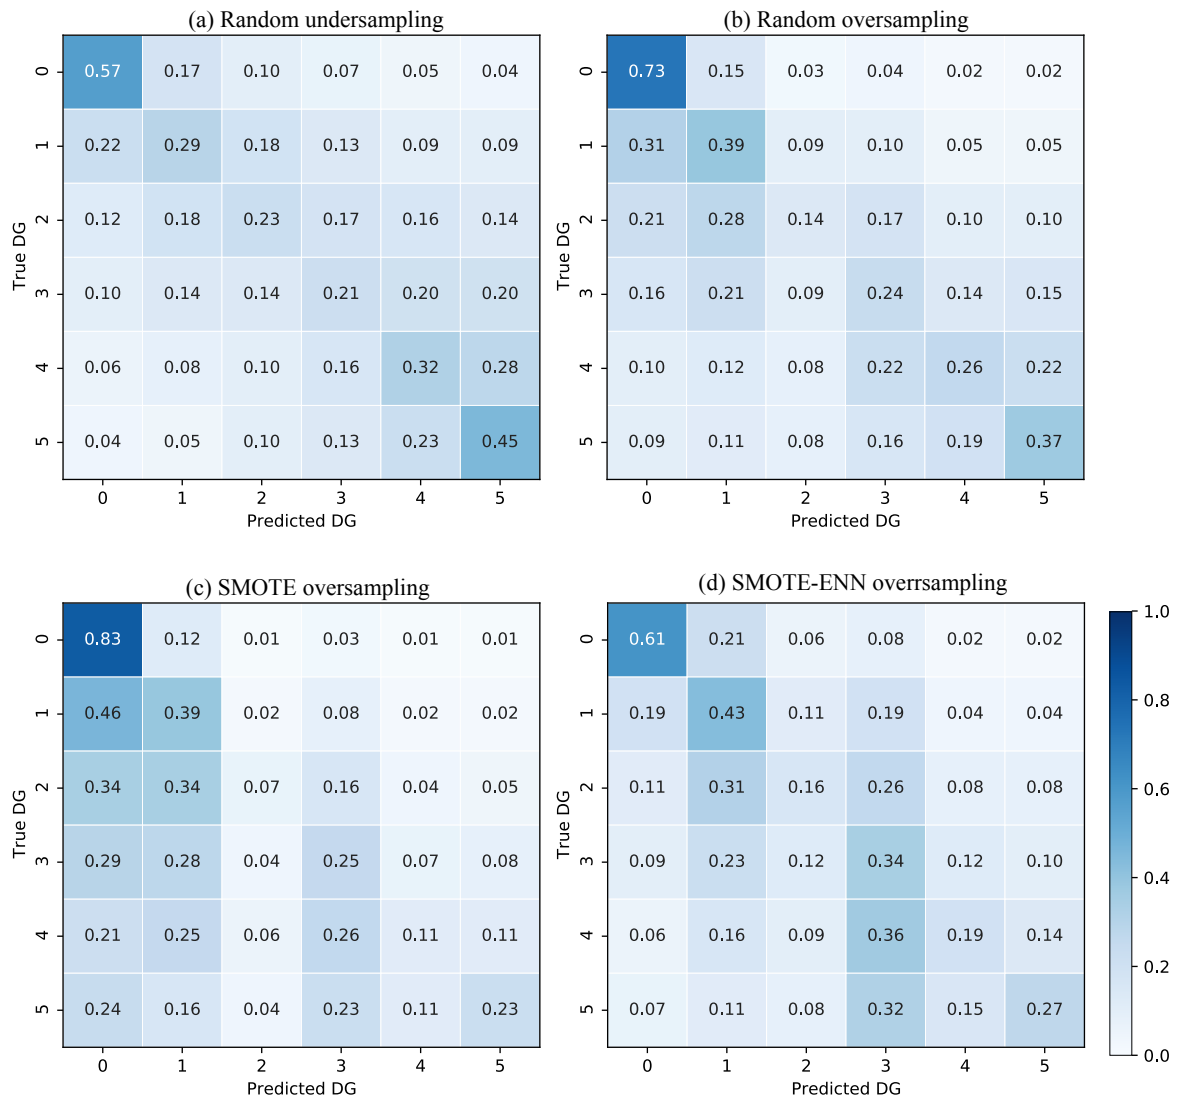 (a) Random undersampling
True DG
0 0.57 0.17 0.10 0.07 0.05 0.04
1 0.22 0.29 0.18 0.13 0.09 0.09
2 0.12 0.18 0.23 0.17 0.16 0.14
3 0.10 0.14 0.14 0.21 0.20 0.20
4 0.06 0.08 0.10 0.16 0.32 0.28
5 0.04 0.05 0.10 0.13 0.23 0.45
0 1 2 3 4 5
Predicted DG
(b) Random oversampling
True DG
0 0.73 0.15 0.03 0.04 0.02 0.02
1 0.31 0.39 0.09 0.10 0.05 0.05
2 0.21 0.28 0.14 0.17 0.10 0.10
3 0.16 0.21 0.09 0.24 0.14 0.15
4 0.10 0.12 0.08 0.22 0.26 0.22
5 0.09 0.11 0.08 0.16 0.19 0.37
0 1 2 3 4 5
Predicted DG
(c) SMOTE oversampling
True DG
0 0.83 0.12 0.01 0.03 0.01 0.01
1 0.46 0.39 0.02 0.08 0.02 0.02
2 0.34 0.34 0.07 0.16 0.04 0.05
3 0.29 0.28 0.04 0.25 0.07 0.08
4 0.21 0.25 0.06 0.26 0.11 0.11
5 0.24 0.16 0.04 0.23 0.11 0.23
0 1 2 3 4 5
Predicted DG
(d) SMOTE-ENN overrsampling
True DG
0 0.61 0.21 0.06 0.08 0.02 0.02
1 0.19 0.43 0.11 0.19 0.04 0.04
2 0.11 0.31 0.16 0.26 0.08 0.08
3 0.09 0.23 0.12 0.34 0.12 0.10
4 0.06 0.16 0.09 0.36 0.19 0.14
5 0.07 0.11 0.08 0.32 0.15 0.27
0 1 2 3 4 5
Predicted DG
1.0
0.8
0.6
0.4
0.2
0.0